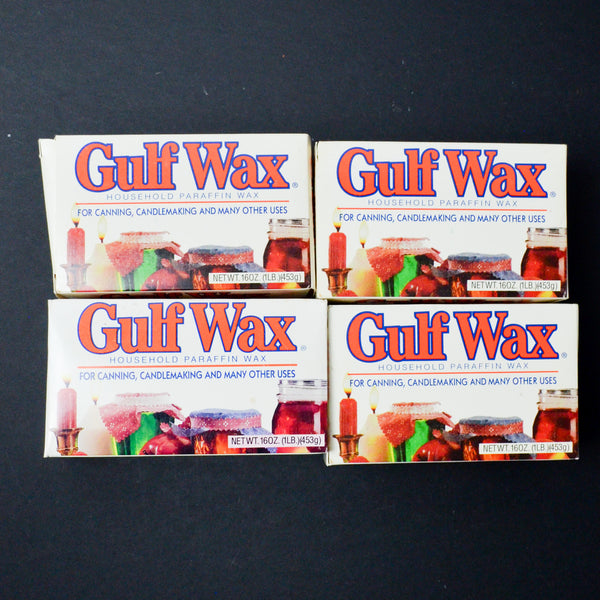 Gulf Wax®
HOUSEHOLD PARAFFIN WAX
FOR CANNING, CANDLEMAKING AND MANY OTHER USES
NET WT. 16OZ. (1LB.)(453g)
Gulf Wax®
HOUSEHOLD PARAFFIN WAX
FOR CANNING, CANDLEMAKING AND MANY OTHER USES
NET WT. 16OZ. (1LB.)(453g)
Gulf Wax®
HOUSEHOLD PARAFFIN WAX
FOR CANNING, CANDLEMAKING AND MANY OTHER USES
NET WT. 16OZ. (1LB.)(453g)
Gulf Wax®
HOUSEHOLD PARAFFIN WAX
FOR CANNING, CANDLEMAKING AND MANY OTHER USES
NET WT. 16OZ. (1LB.)(453g)